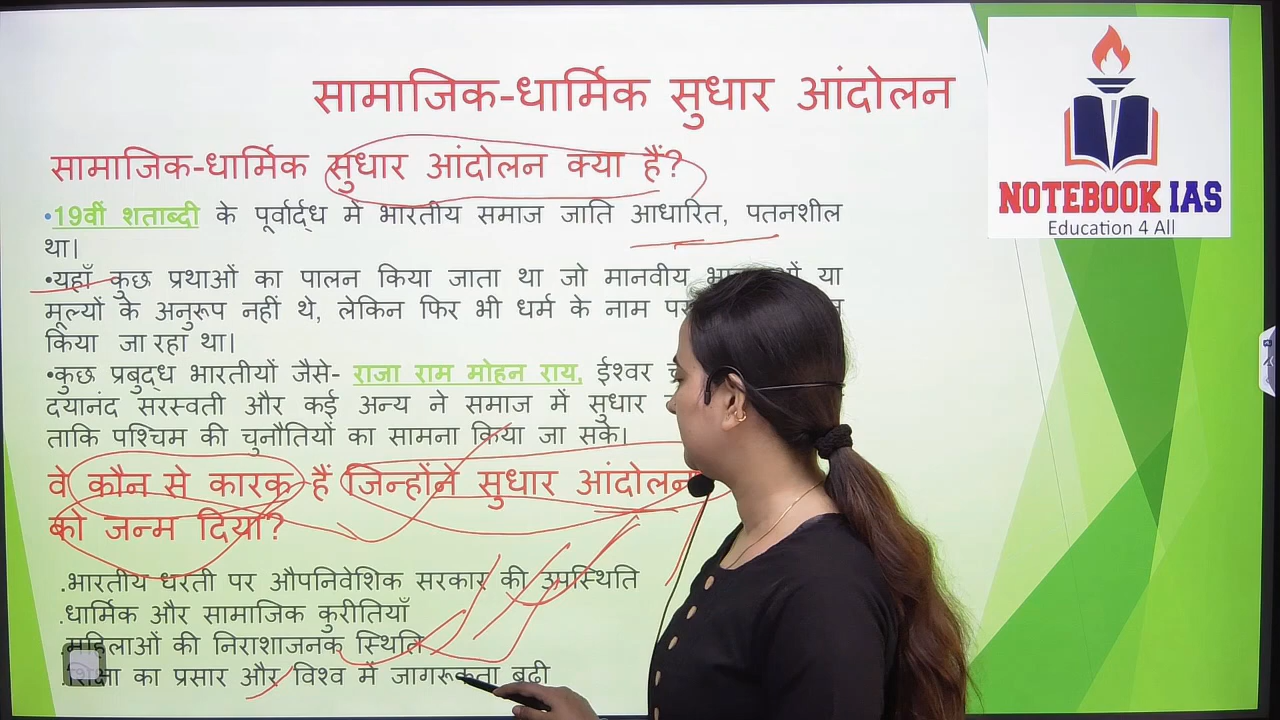 सामाजिक-धार्मिक सुधार आंदोलन
NOTEBOOK IAS
Education 4 All
सामाजिक-धार्मिक सुधार आंदोलन क्या हैं?
•19वीं शताब्दी के पूर्वार्द्ध में भारतीय समाज जाति आधारित, पतनशील
था।
•यहाँ कुछ प्रथाओं का पालन किया जाता था जो मानवीय या
मूल्यों के अनुरूप नहीं थे, लेकिन फिर भी धर्म के नाम पर
किया जा रहा था।
•कुछ प्रबुद्ध भारतीयों जैसे- राजा राम मोहन राय, ईश्वर
दयानंद सरस्वती और कई अन्य ने समाज में सुधार
ताकि पश्चिम की चुनौतियों का सामना किया जा सके।
वे कौन से कारक हैं जिन्होंने सुधार आंदोलन
को जन्म दिया?
.भारतीय धरती पर औपनिवेशिक सरकार की उपस्थिति
.धार्मिक और सामाजिक कुरीतियाँ
.महिलाओं की निराशाजनक स्थिति
.शिक्षा का प्रसार और विश्व में जागरूकता बढ़ी